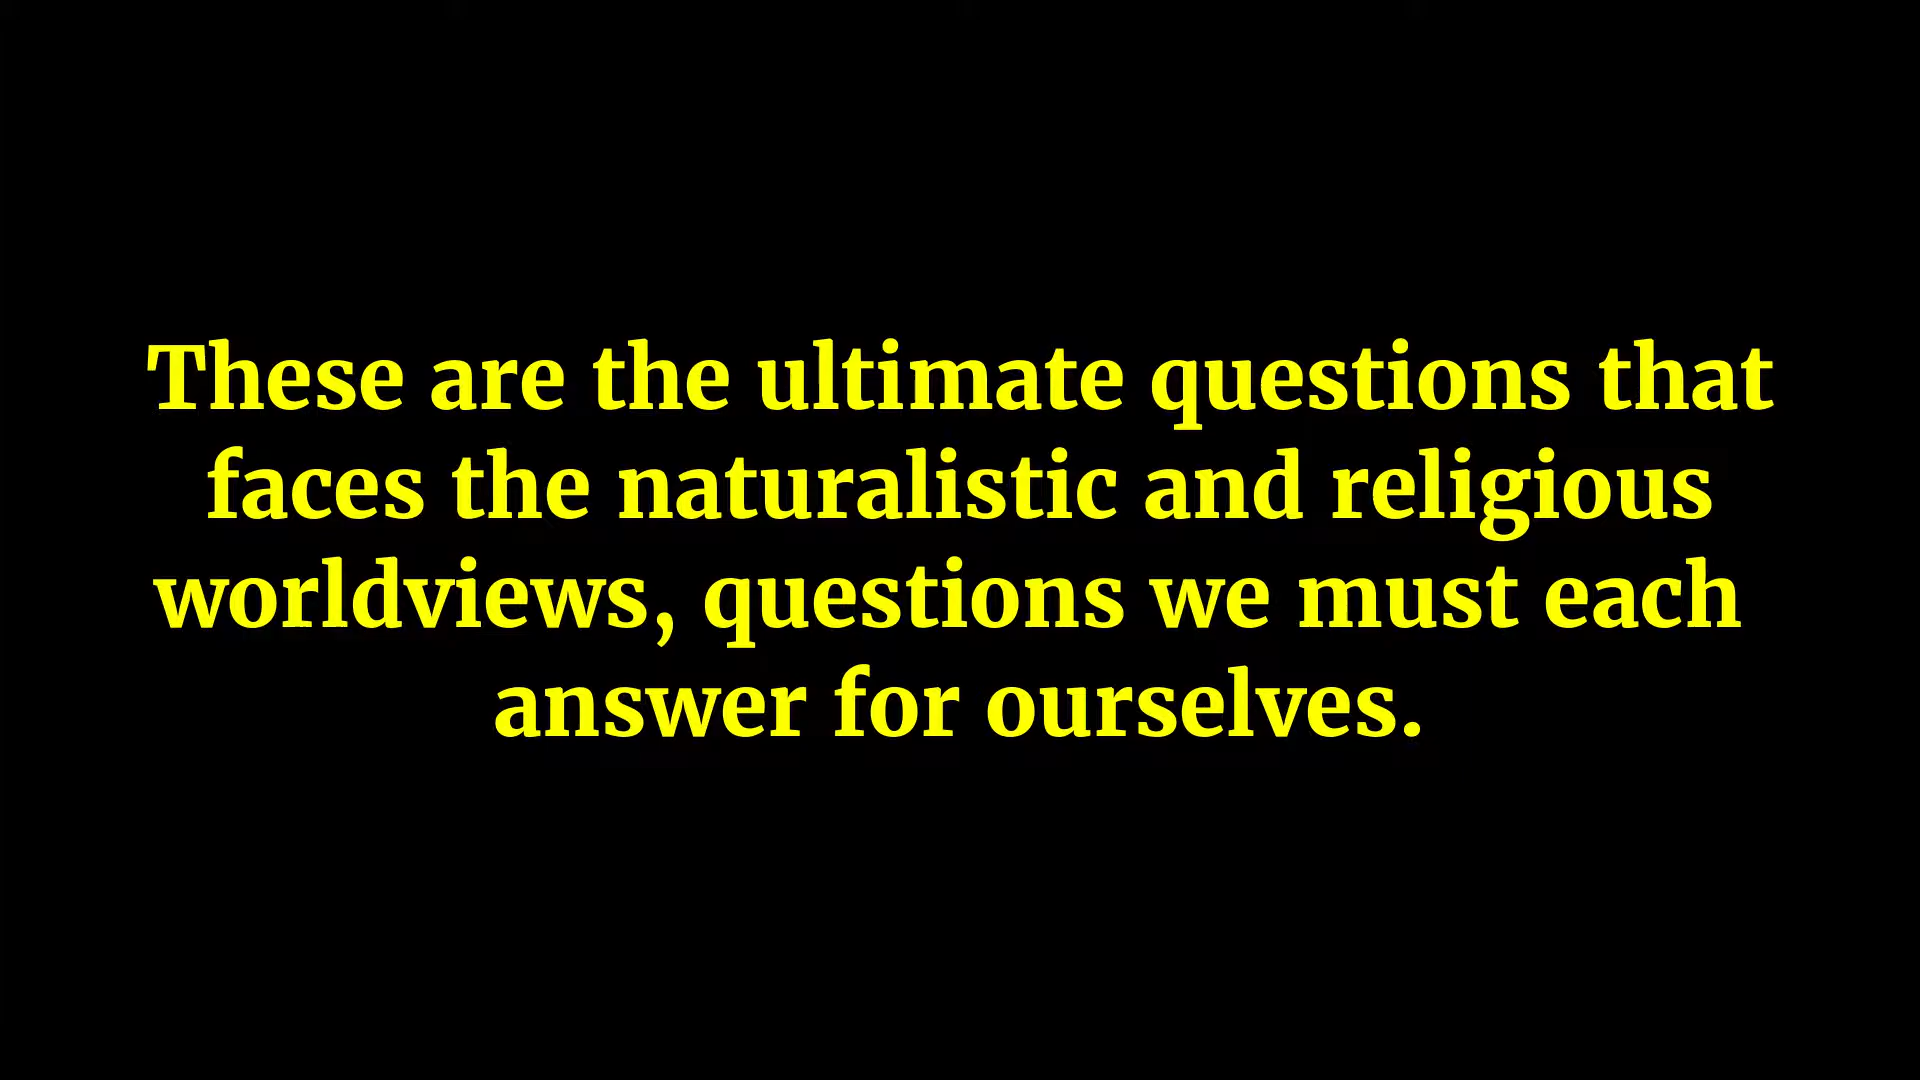 These are the ultimate questions that
faces the naturalistic and religious
worldviews, questions we must each
answer for ourselves.